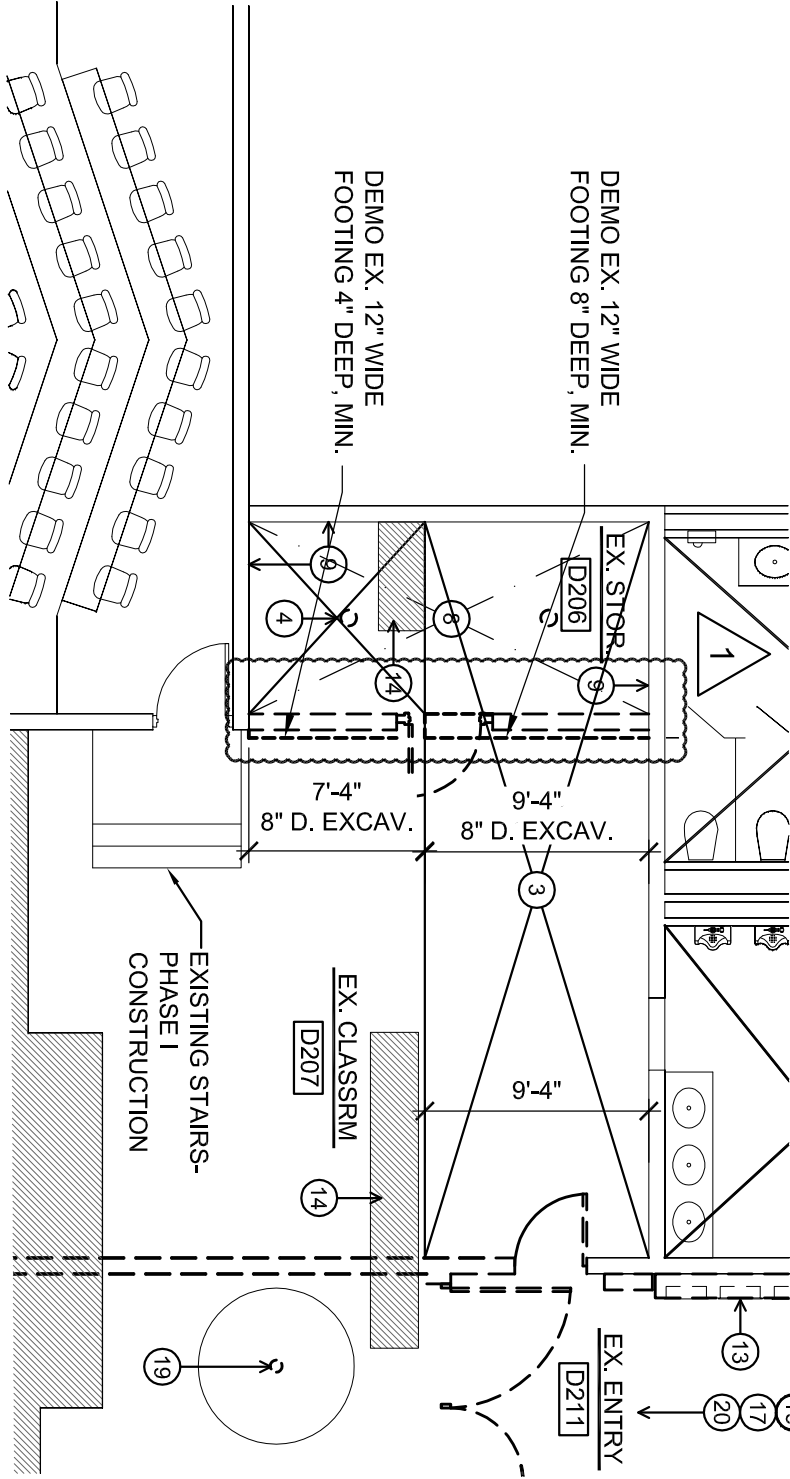 DEMO EX. 12" WIDE
FOOTING 8" DEEP, MIN.
DEMO EX. 12" WIDE
FOOTING 4" DEEP, MIN.
EX. STOR.
D206
1
9
8
4
9
14
7'-4"
8" D. EXCAV.
9'-4"
8" D. EXCAV.
3
EXISTING STAIRS-
PHASE I
CONSTRUCTION
EX. CLASSRM
D207
9'-4"
14
13
EX. ENTRY
D211
17
20
19